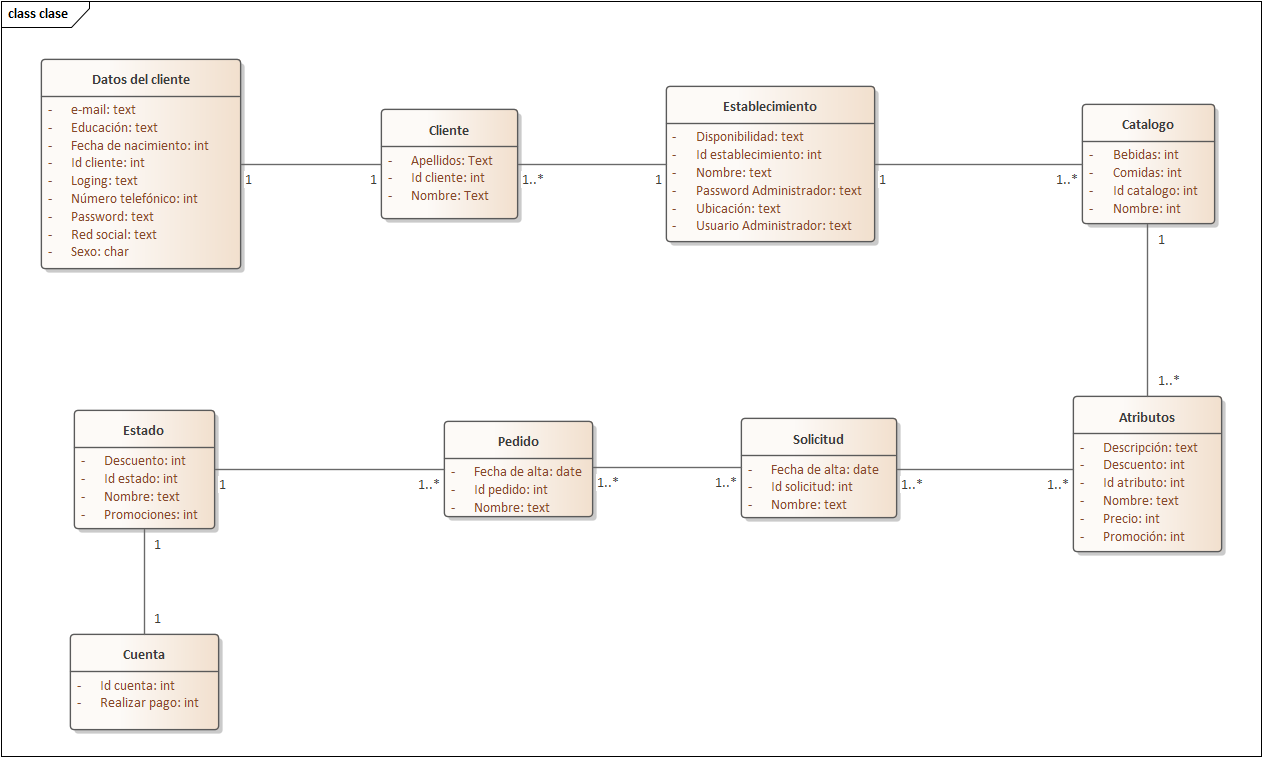 class clase
Datos del cliente
- e-mail: text
- Educación: text
- Fecha de nacimiento: int
- Id cliente: int
- Loging: text
- Número telefónico: int
- Password: text
- Red social: text
- Sexo: char
1
1
Cliente
- Apellidos: Text
- Id cliente: int
- Nombre: Text
1..*
1
Establecimiento
- Disponibilidad: text
- Id establecimiento: int
- Nombre: text
- Password Administrador: text
- Ubicación: text
- Usuario Administrador: text
1
1..*
Catalogo
- Bebidas: int
- Comidas: int
- Id catalogo: int
- Nombre: int
1
1..*
Estado
- Descuento: int
- Id estado: int
- Nombre: text
- Promociones: int
1
1..*
Pedido
- Fecha de alta: date
- Id pedido: int
- Nombre: text
1..*
1..*
Solicitud
- Fecha de alta: date
- Id solicitud: int
- Nombre: text
1..*
1..*
Atributos
- Descripción: text
- Descuento: int
- Id atributo: int
- Nombre: text
- Precio: int
- Promoción: int
1
1
Cuenta
- Id cuenta: int
- Realizar pago: int